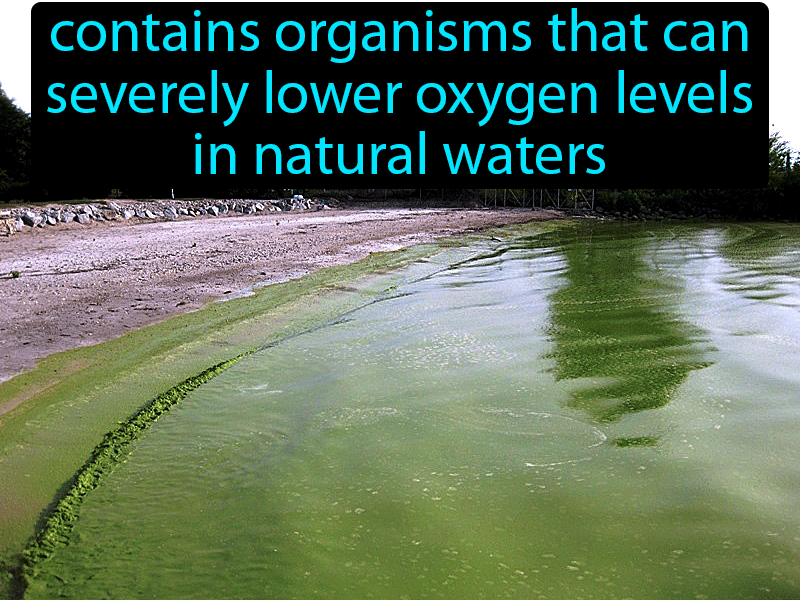 contains organisms that can
severely lower oxygen levels
in natural waters